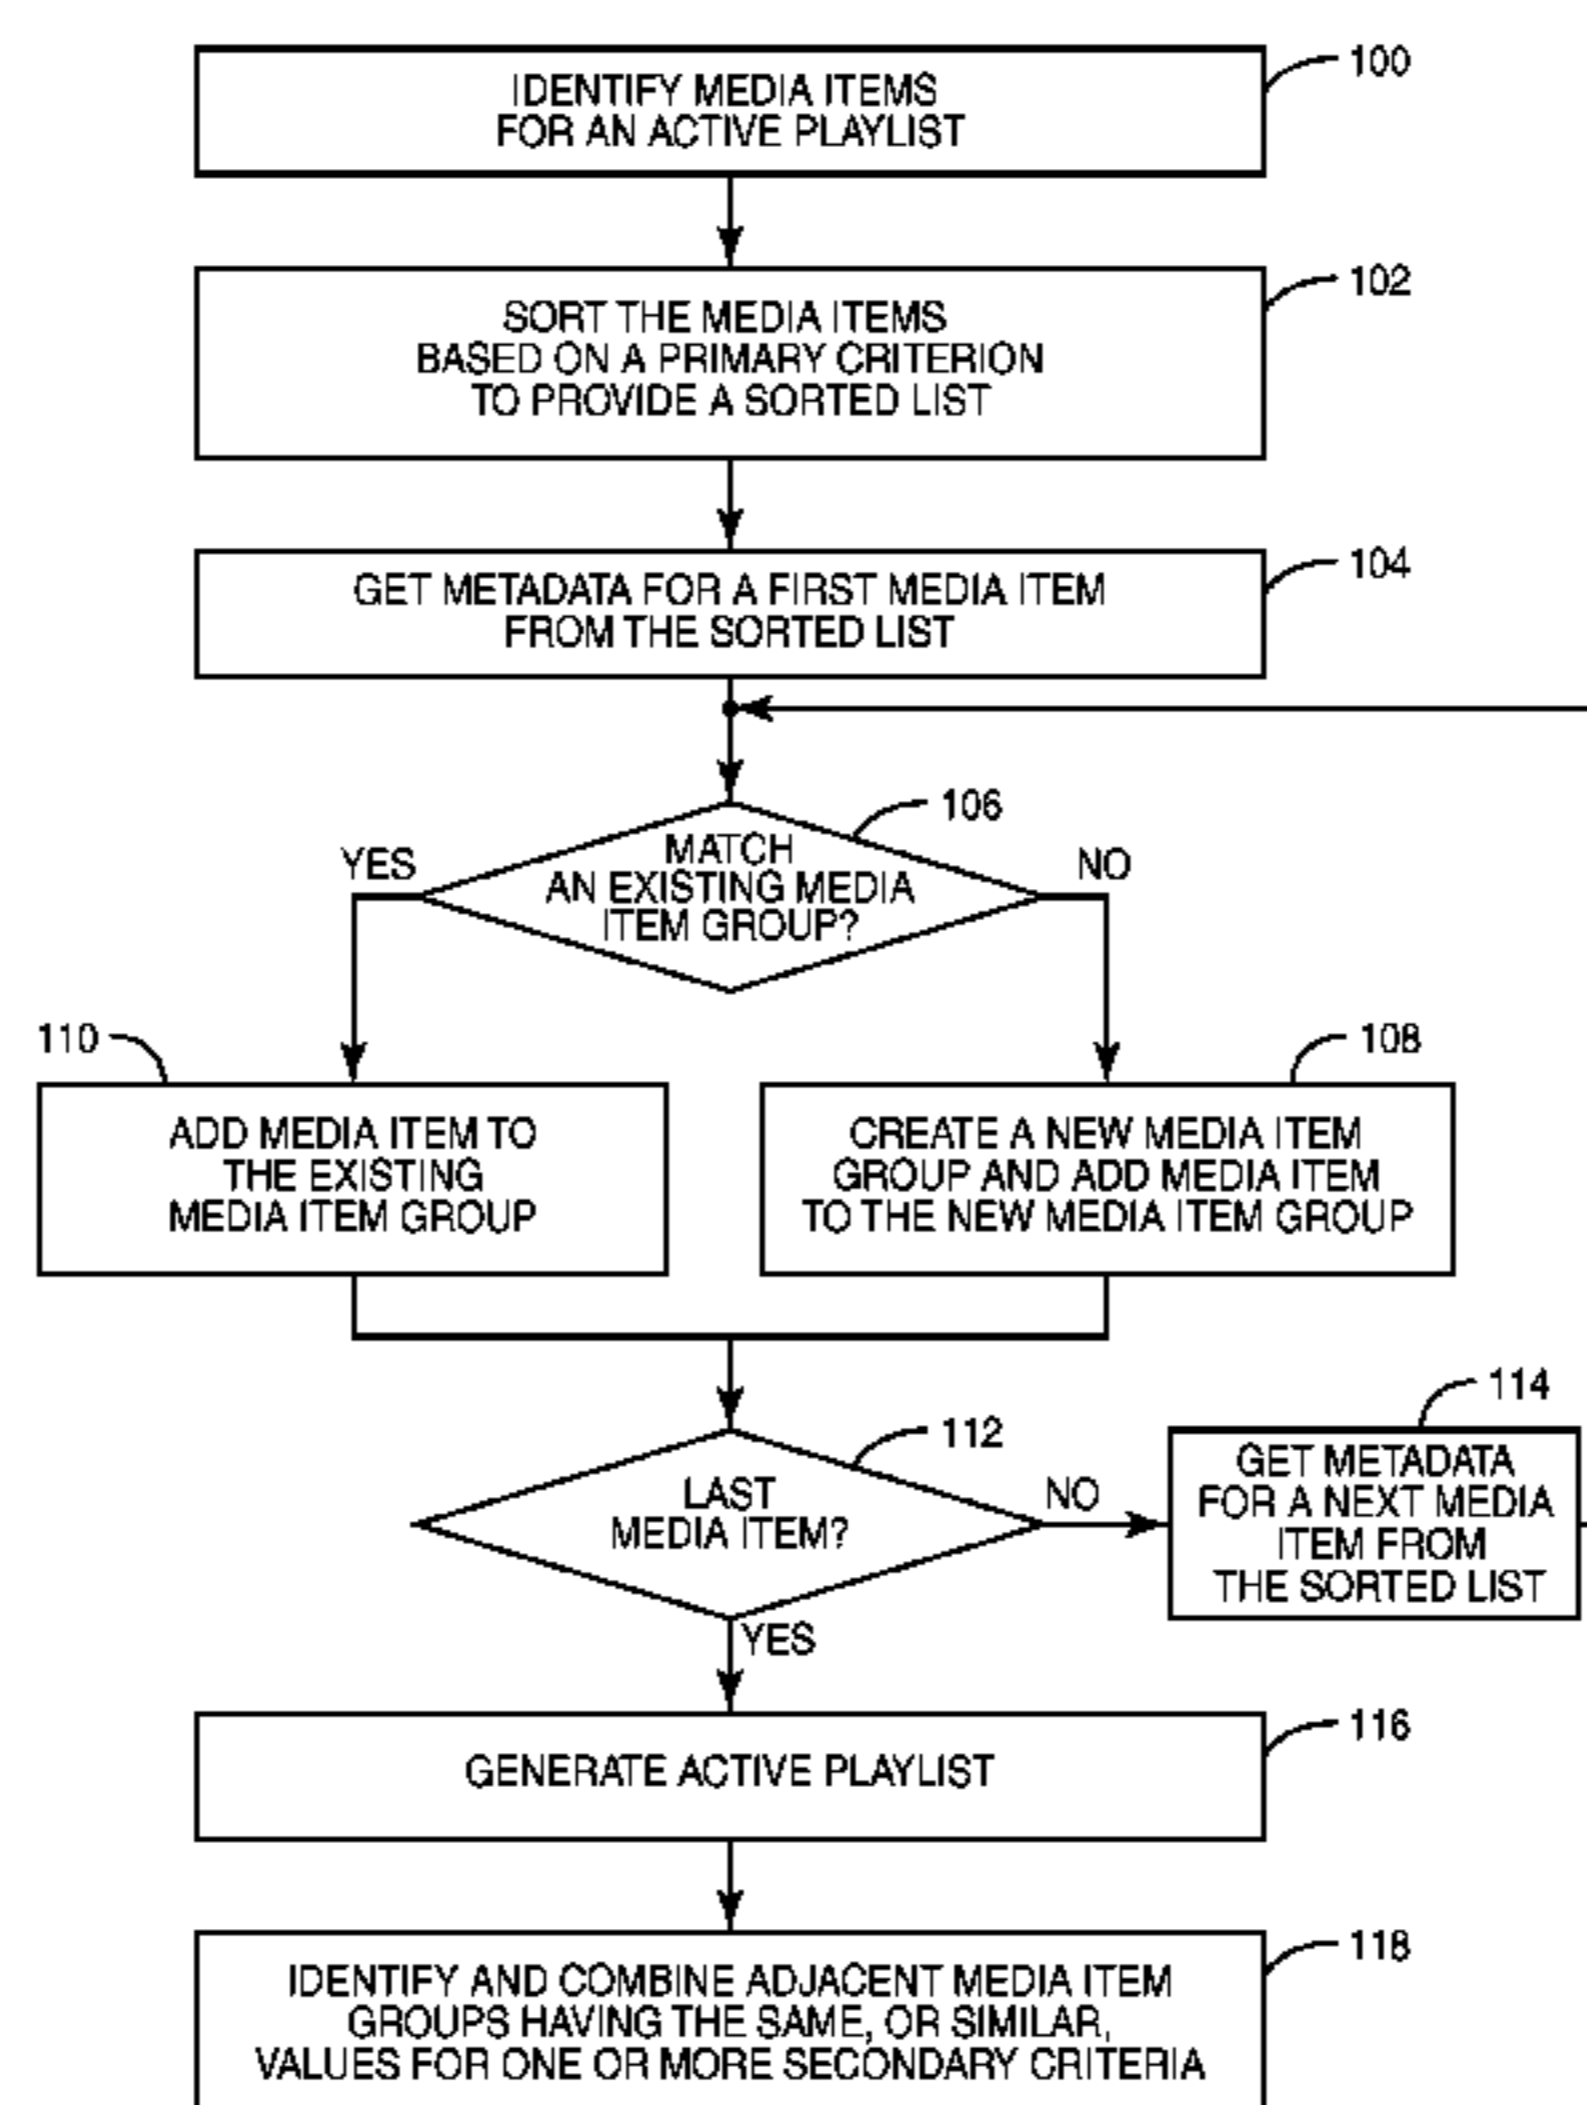 100
IDENTIFY MEDIA ITEMS
FOR AN ACTIVE PLAYLIST
102
SORT THE MEDIA ITEMS
BASED ON A PRIMARY CRITERION
TO PROVIDE A SORTED LIST
104
GET METADATA FOR A FIRST MEDIA ITEM
FROM THE SORTED LIST
106
YES
MATCH
AN EXISTING MEDIA
ITEM GROUP?
NO
110
108
ADD MEDIA ITEM TO
THE EXISTING
MEDIA ITEM GROUP
CREATE A NEW MEDIA ITEM
GROUP AND ADD MEDIA ITEM
TO THE NEW MEDIA ITEM GROUP
114
112
LAST
MEDIA ITEM?
NO
GET METADATA
FOR A NEXT MEDIA
ITEM FROM
THE SORTED LIST
YES
116
GENERATE ACTIVE PLAYLIST
118
IDENTIFY AND COMBINE ADJACENT MEDIA ITEM
GROUPS HAVING THE SAME, OR SIMILAR,
VALUES FOR ONE OR MORE SECONDARY CRITERIA